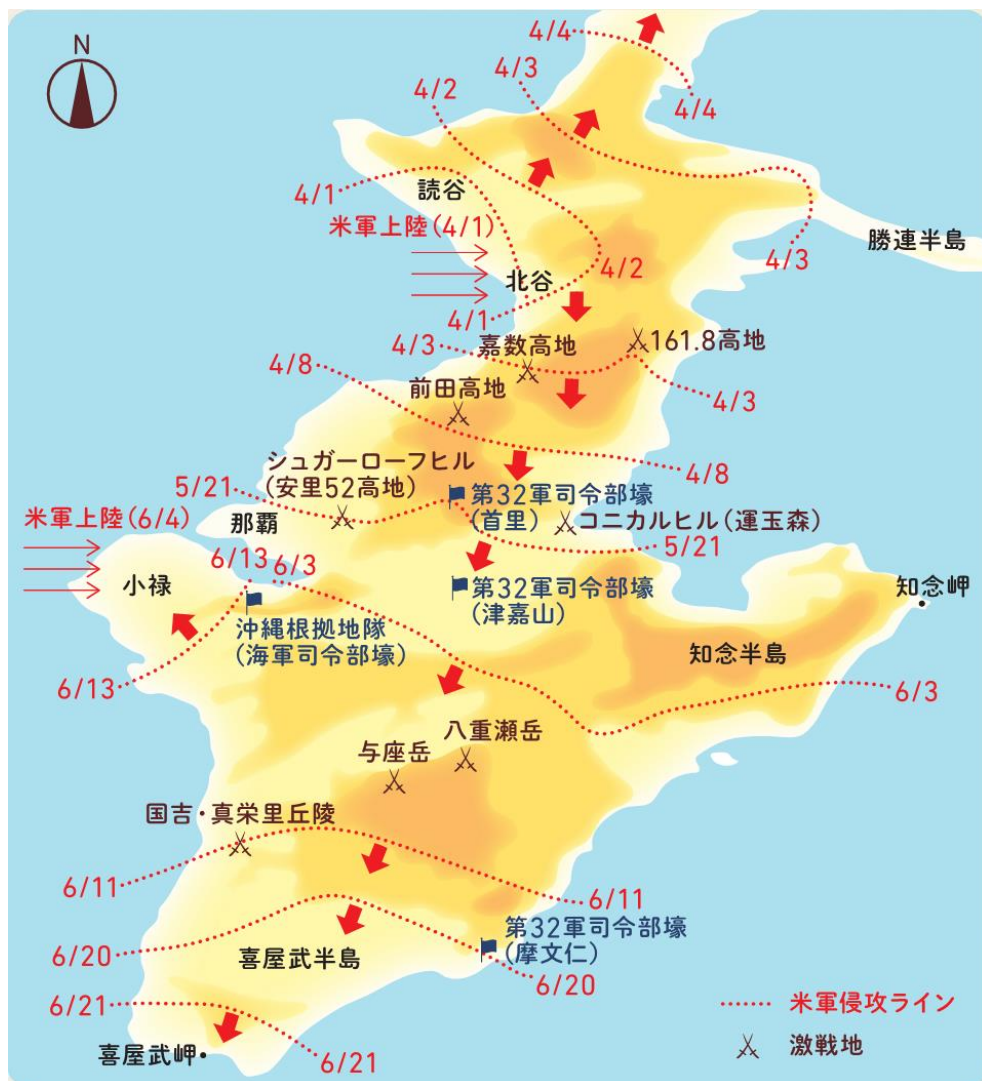 N
4/4
4/4
4/3
4/2
4/1
読谷
米軍上陸(4/1)
勝連半島
4/3
4/2
北谷
4/1
4/3
嘉数高地
161.8高地
4/8
前田高地
4/3
シュガーローフヒル
(安里52高地)
4/8
5/21
第32軍司令部壕
(首里)
コニカルヒル(運玉森)
米軍上陸(6/4)
那覇
5/21
6/13
6/3
小禄
第32軍司令部壕
(津嘉山)
知念岬
沖縄根拠地隊
(海軍司令部壕)
知念半島
6/13
6/3
八重瀬岳
与座岳
国吉・真栄里丘陵
6/11
6/11
第32軍司令部壕
(摩文仁)
6/20
喜屋武半島
6/20
6/21
米軍侵攻ライン
喜屋武岬
6/21
激戦地